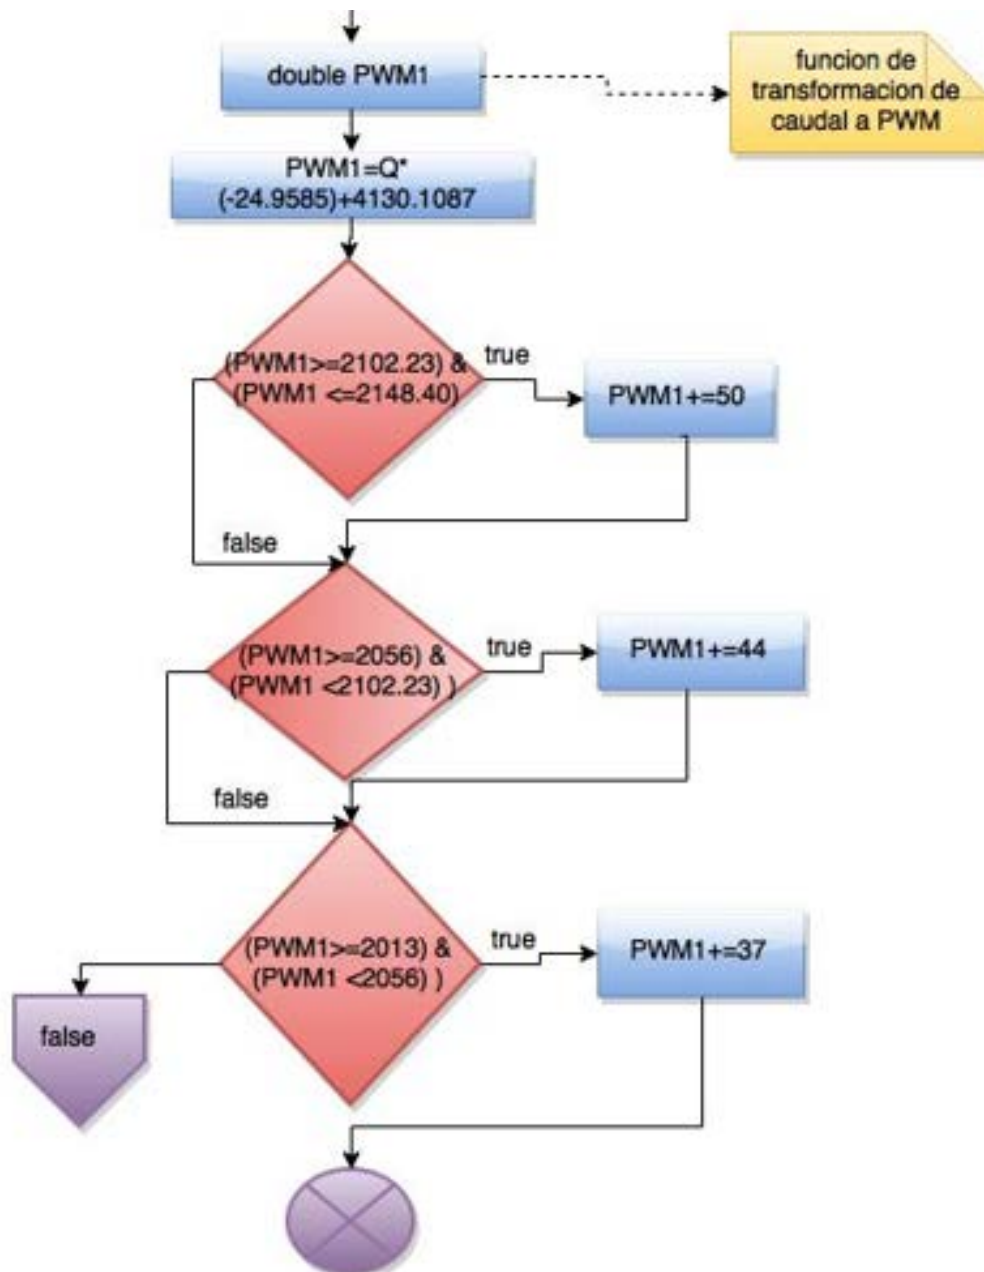 double PWM1
funcion de
transformacion de
caudal a PWM
PWM1=Q*
(-24.9585)+4130.1087
(PWM1>=2102.23) &
(PWM1 <=2148.40)
true
PWM1+=50
false
(PWM1>=2056) &
(PWM1 <2102.23) )
true
PWM1+=44
false
(PWM1>=2013) &
(PWM1 <2056) )
true
PWM1+=37
false